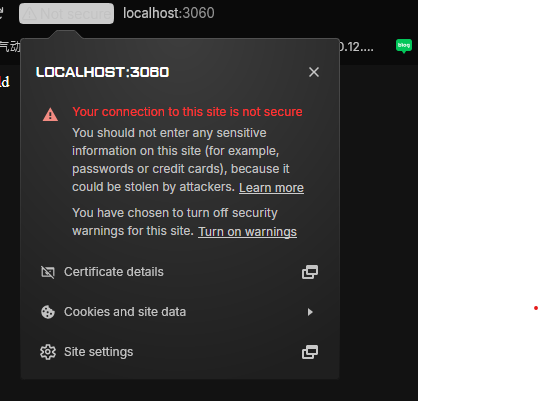 Not secure localhost:3060
气动
0.12....
blog
ld
LOCALHOST:3060
Your connection to this site is not secure
You should not enter any sensitive
information on this site (for example,
passwords or credit cards), because it
could be stolen by attackers. Learn more
You have chosen to turn off security
warnings for this site. Turn on warnings
Certificate details
Cookies and site data
Site settings